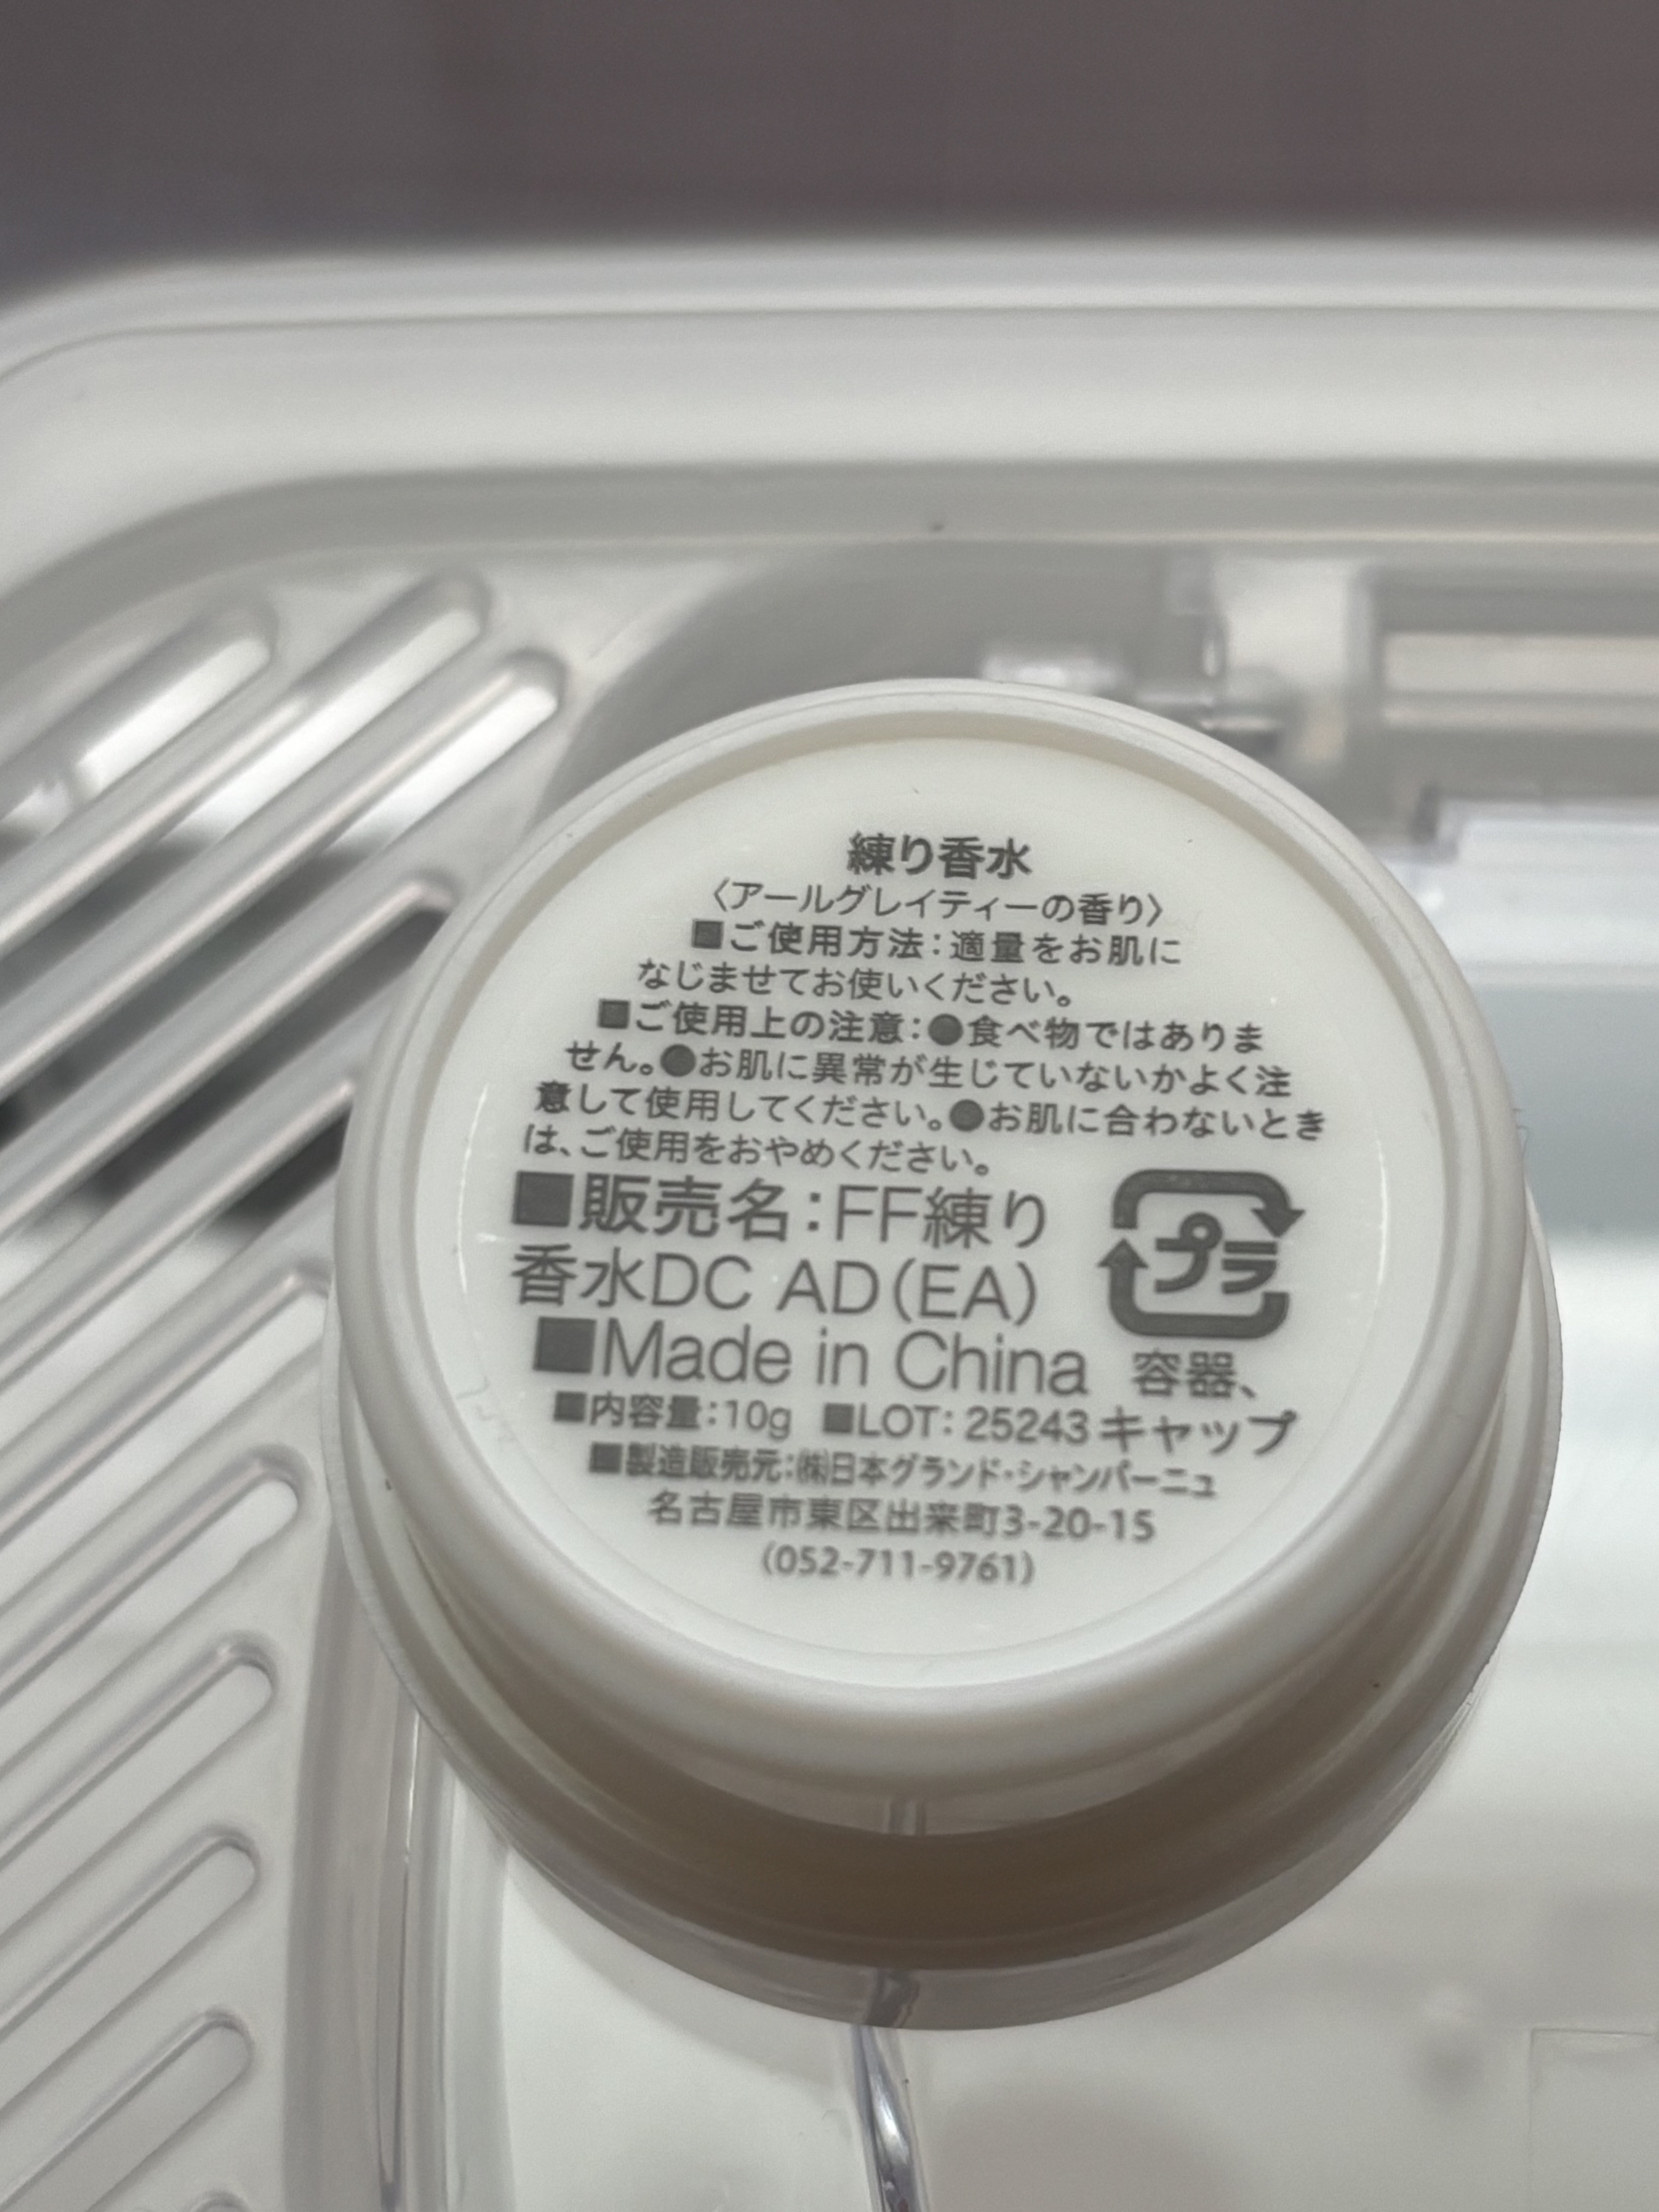 練り香水
〈アールグレイティーの香り〉
■ご使用方法：適量をお肌に
なじませてお使いください。
■ご使用上の注意：●食べ物ではありま
せん。●お肌に異常が生じていないかよく注
意して使用してください。●お肌に合わないとき
は、ご使用をおやめください。
■販売名：FF練り
香水DC AD（EA）
プラ
■Made in China
容器、
キャップ
■内容量：10g ■LOT：25243
■製造販売元：㈱日本グランド・シャンパーニュ
名古屋市東区出来町3-20-15
（052-711-9761）